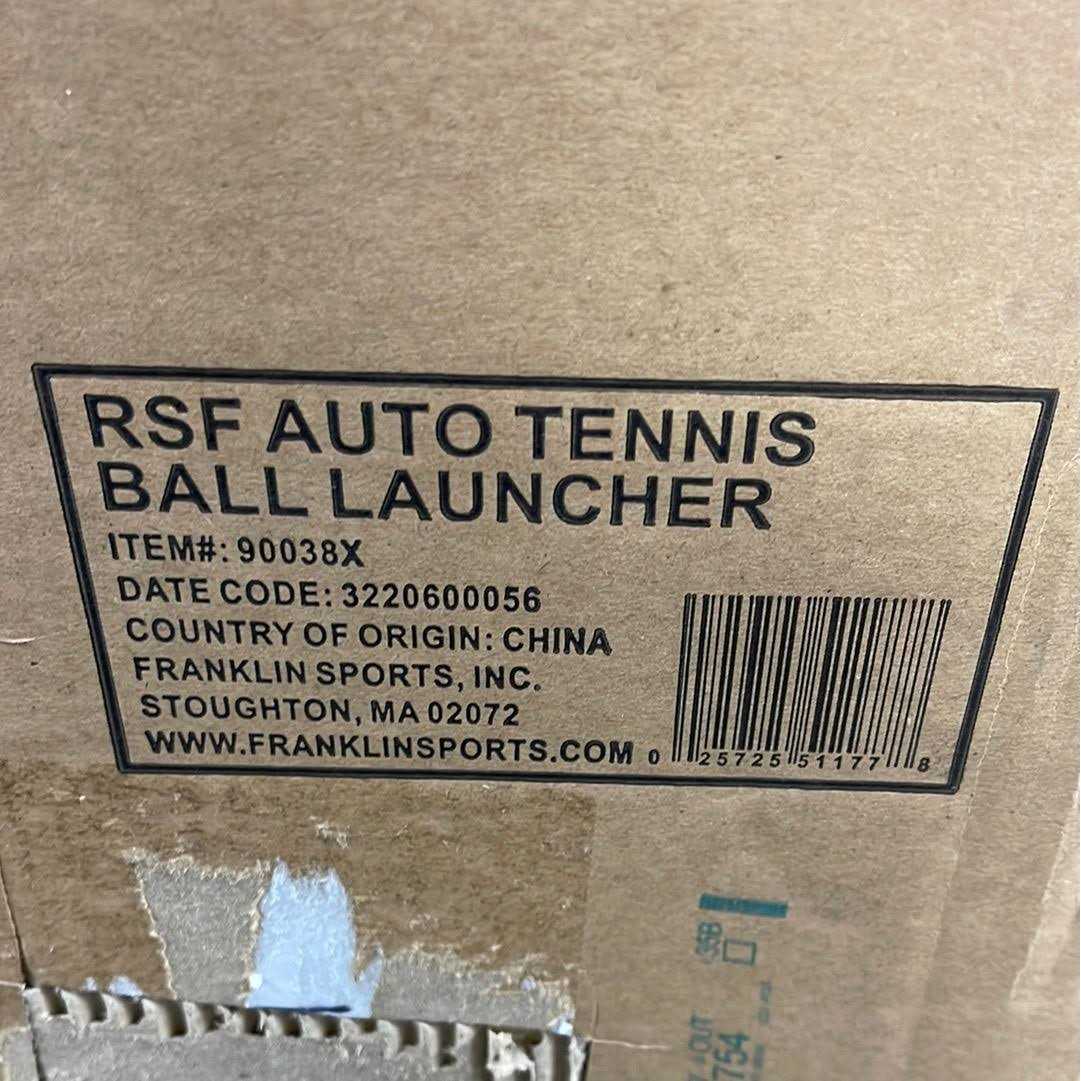 RSF AUTO TENNIS
BALL LAUNCHER
ITEM#: 90038X
DATE CODE: 3220600056
COUNTRY OF ORIGIN: CHINA
FRANKLIN SPORTS, INC.
STOUGHTON, MA 02072
WWW.FRANKLINSPORTS.COM
0 25725 51177 8